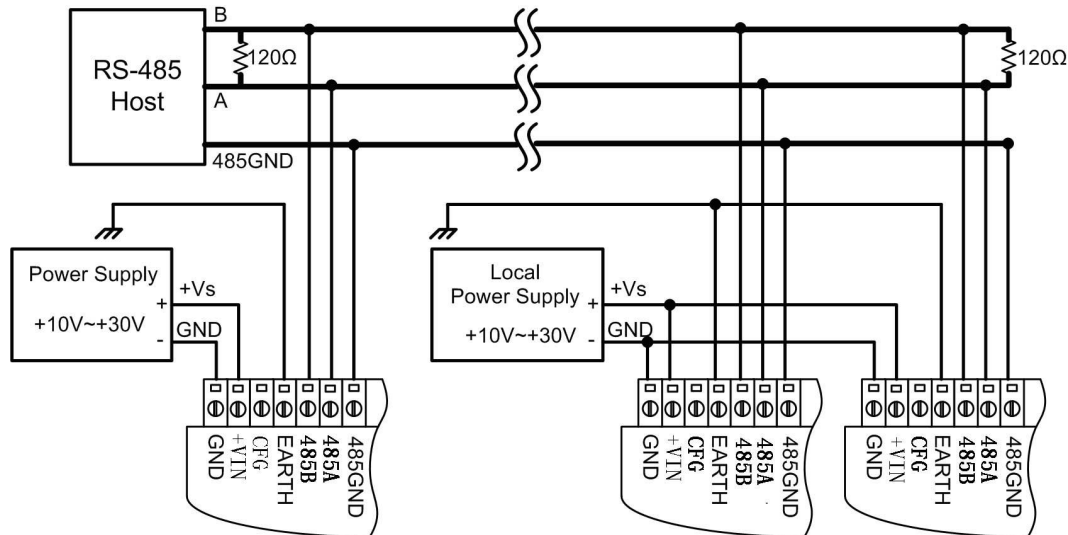 B
120Ω
120Ω
RS-485
Host
A
485GND
Power Supply
+Vs
+
+10V~+30V
GND
-
Local
Power Supply
+Vs
+
+10V~+30V
GND
-
GND
+VIN
CFG
EARTH
485B
485A
485GND
GND
+VIN
CFG
EARTH
485B
485A
485GND
GND
+VIN
CFG
EARTH
485B
485A
485GND